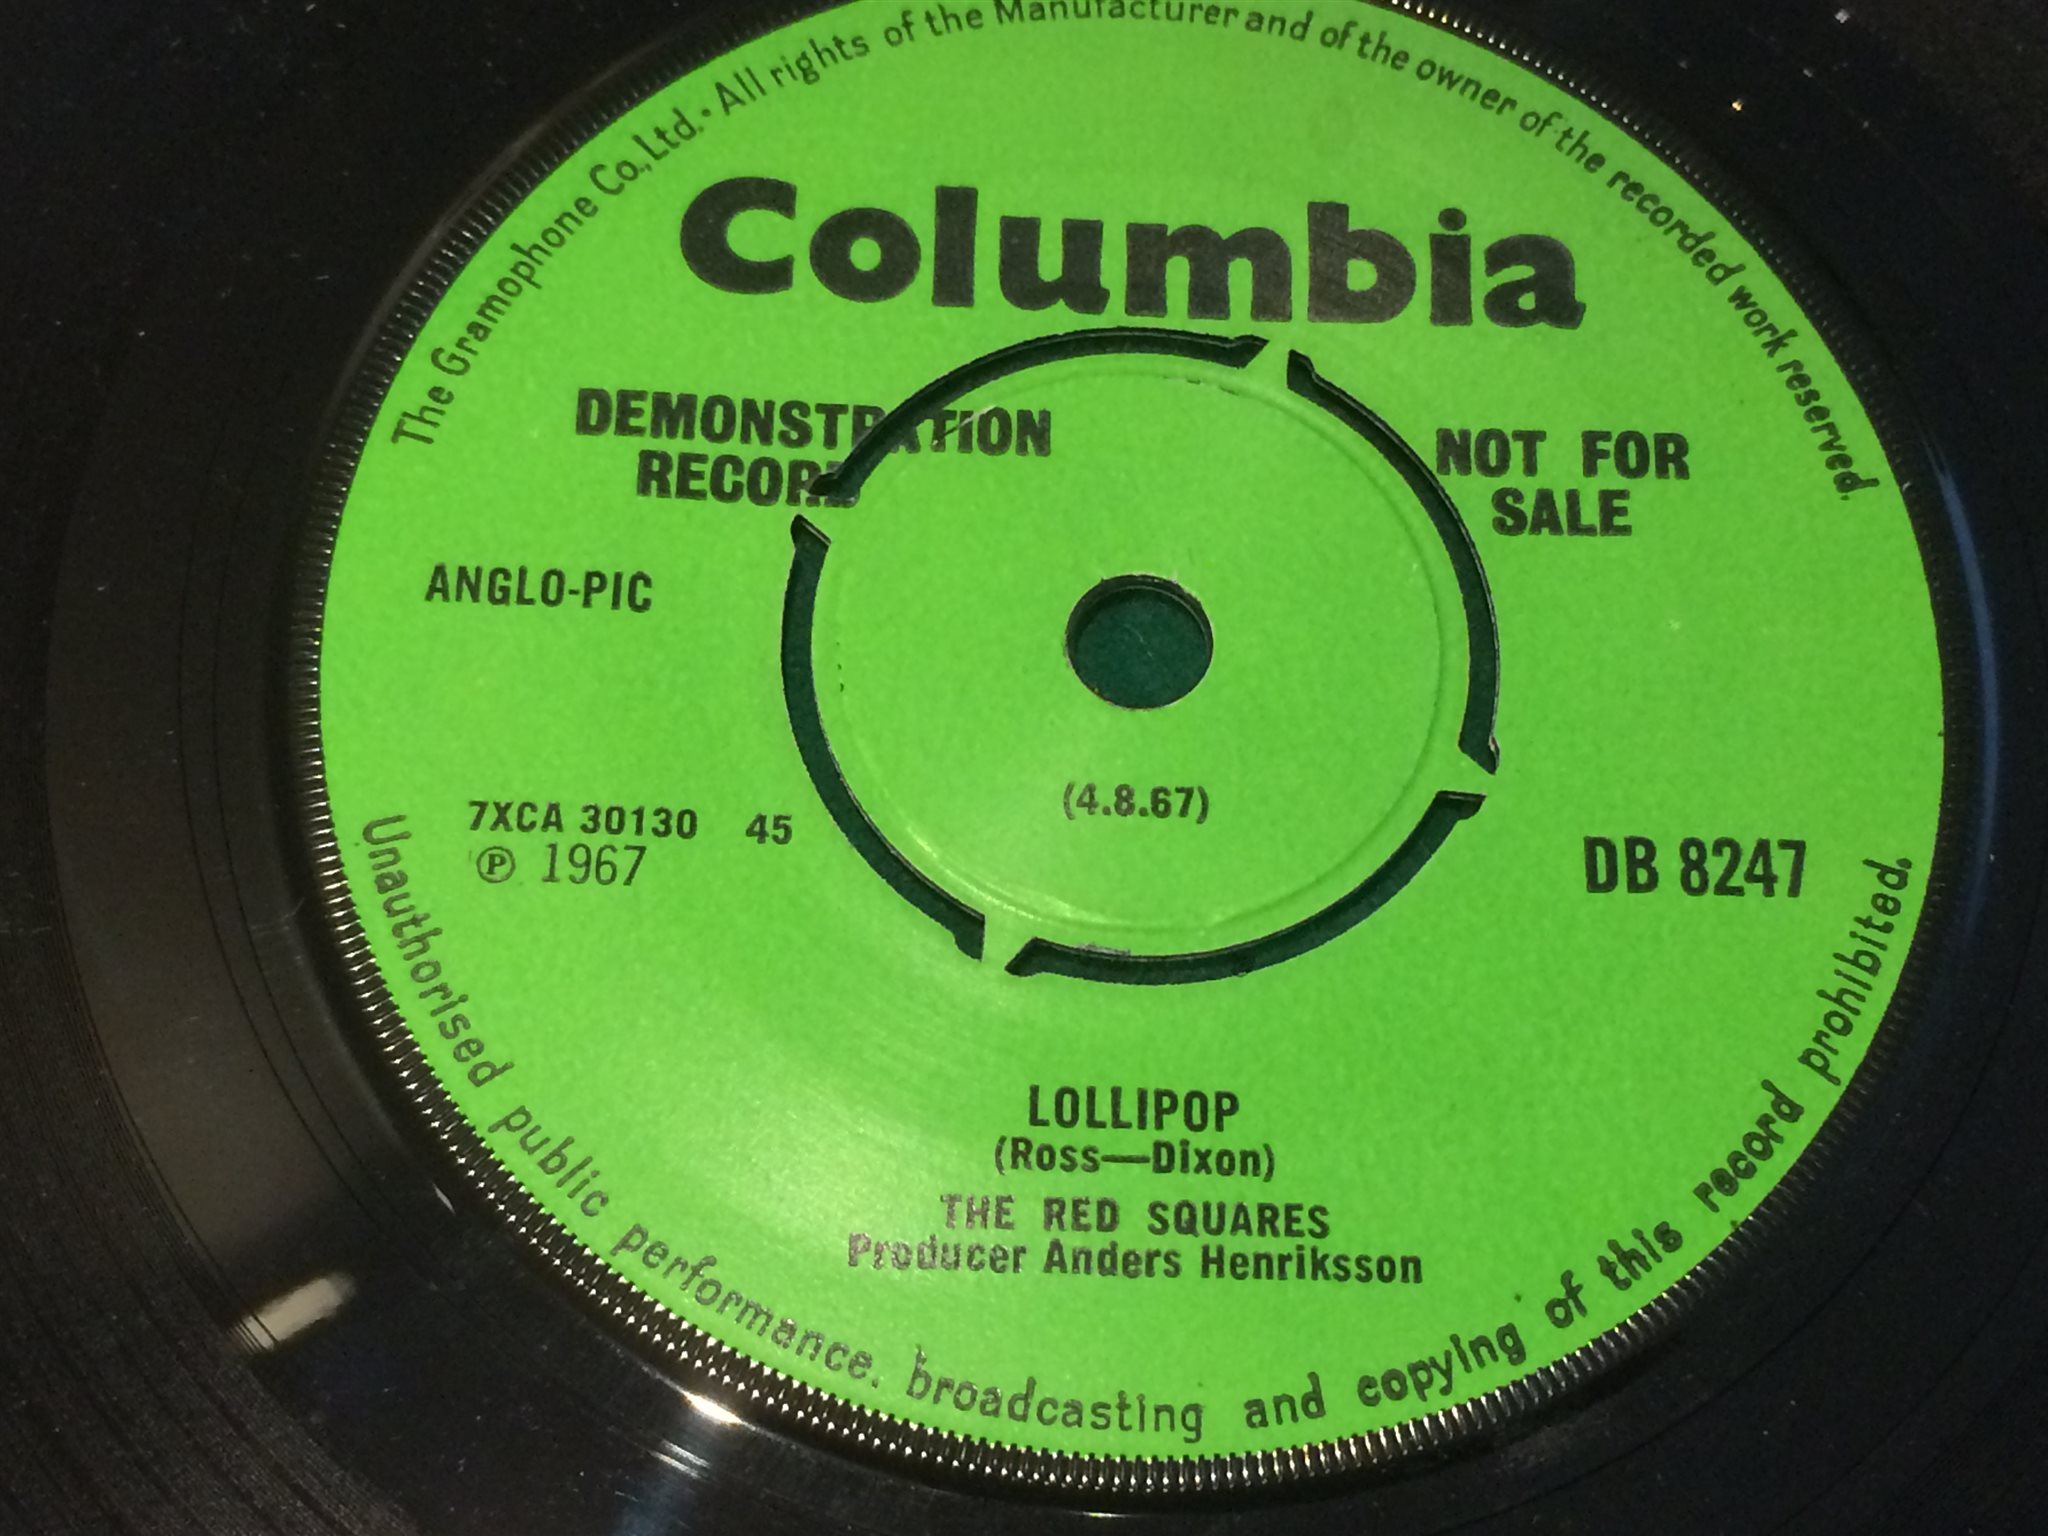 The Gramophone Co., Ltd. · All rights of the Manufacturer and of the owner of the recorded work reserved.
Columbia
DEMONSTRATION
RECORD
NOT FOR
SALE
ANGLO-PIC
(4.8.67)
7XCA 30130 45
℗ 1967
DB 8247
LOLLIPOP
(Ross—Dixon)
THE RED SQUARES
Producer Anders Henriksson
Unauthorised public performance. broadcasting and copying of this record prohibited.